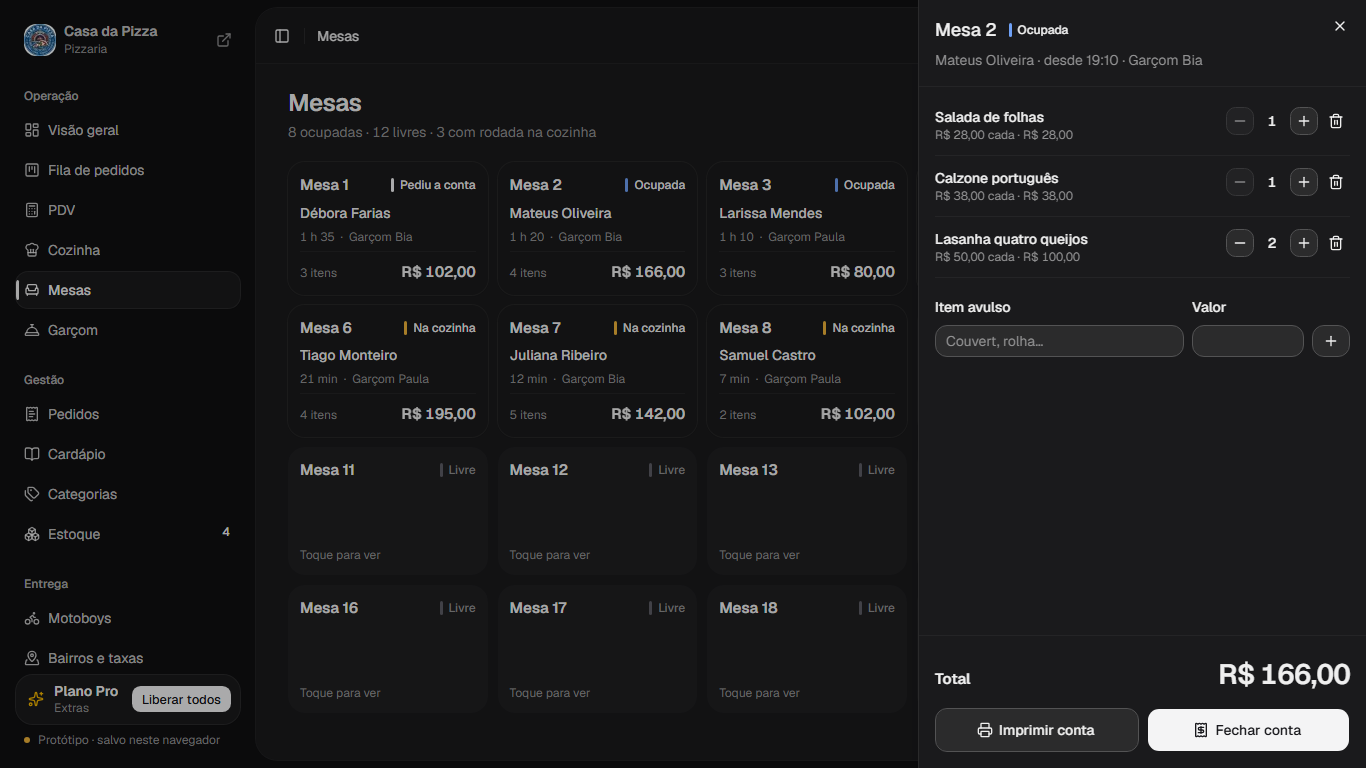 Casa da Pizza
Pizzaria
Operação
Visão geral
Fila de pedidos
PDV
Cozinha
Mesas
Garçom
Gestão
Pedidos
Cardápio
Categorias
Estoque 4
Entrega
Motoboys
Bairros e taxas
Plano Pro
Extras
Liberar todos
Protótipo · salvo neste navegador
Mesas
Mesas
8 ocupadas · 12 livres · 3 com rodada na cozinha
Mesa 1 Pediu a conta
Débora Farias
1 h 35 · Garçom Bia
3 itens R$ 102,00
Mesa 2 Ocupada
Mateus Oliveira
1 h 20 · Garçom Bia
4 itens R$ 166,00
Mesa 3 Ocupada
Larissa Mendes
1 h 10 · Garçom Paula
3 itens R$ 80,00
Mesa 6 Na cozinha
Tiago Monteiro
21 min · Garçom Paula
4 itens R$ 195,00
Mesa 7 Na cozinha
Juliana Ribeiro
12 min · Garçom Bia
5 itens R$ 142,00
Mesa 8 Na cozinha
Samuel Castro
7 min · Garçom Paula
2 itens R$ 102,00
Mesa 11 Livre
Toque para ver
Mesa 12 Livre
Toque para ver
Mesa 13 Livre
Toque para ver
Mesa 16 Livre
Toque para ver
Mesa 17 Livre
Toque para ver
Mesa 18 Livre
Toque para ver
Mesa 2 Ocupada
Mateus Oliveira · desde 19:10 · Garçom Bia
Salada de folhas
R$ 28,00 cada · R$ 28,00
1
Calzone português
R$ 38,00 cada · R$ 38,00
1
Lasanha quatro queijos
R$ 50,00 cada · R$ 100,00
2
Item avulso Valor
Couvert, rolha...
Total R$ 166,00
Imprimir conta
Fechar conta